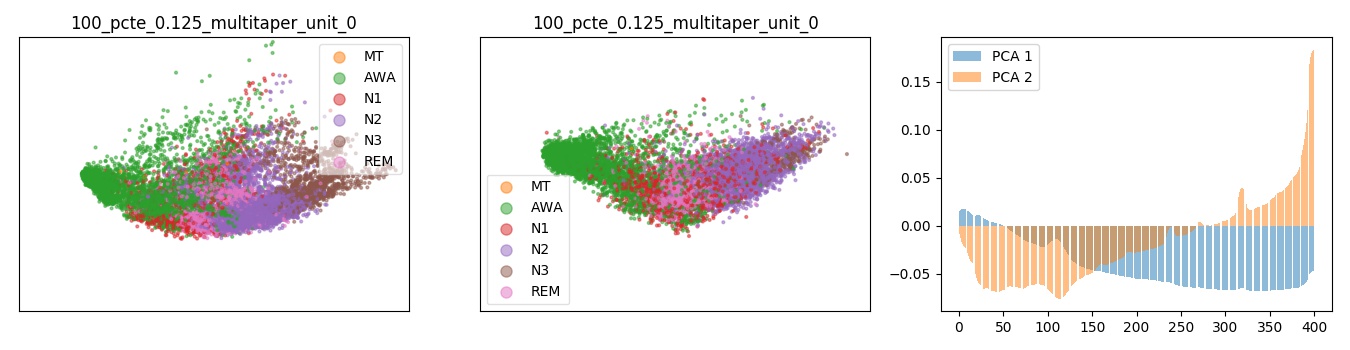 100_pcte_0.125_multitaper_unit_0
MT
AWA
N1
N2
N3
REM
100_pcte_0.125_multitaper_unit_0
MT
AWA
N1
N2
N3
REM
PCA 1
PCA 2
0.15
0.10
0.05
0.00
−0.05
0 50 100 150 200 250 300 350 400